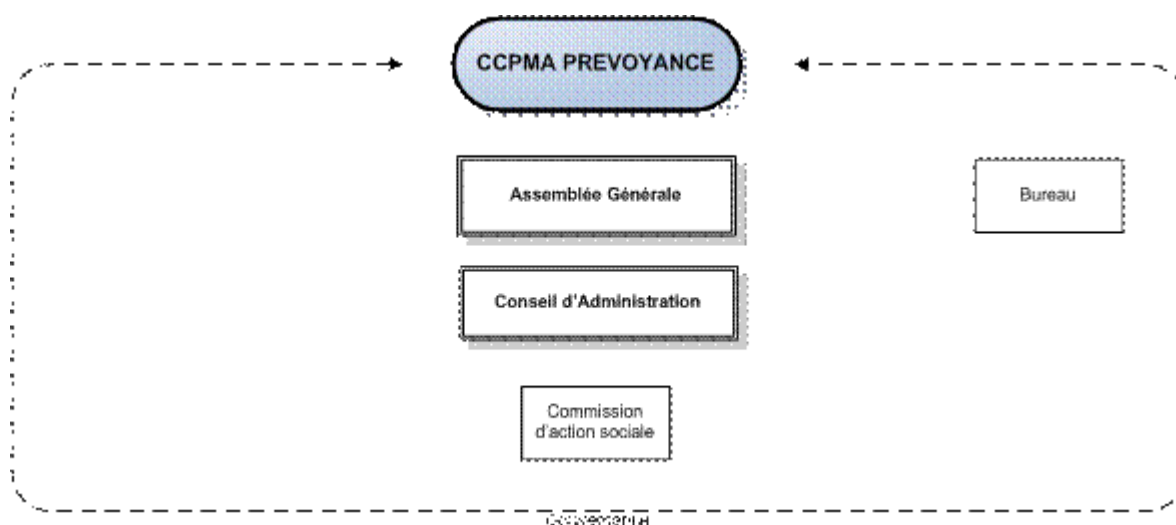 CCPMA PREVOYANCE
Assemblée Générale
Bureau
Conseil d'Administration
Commission
d'action sociale